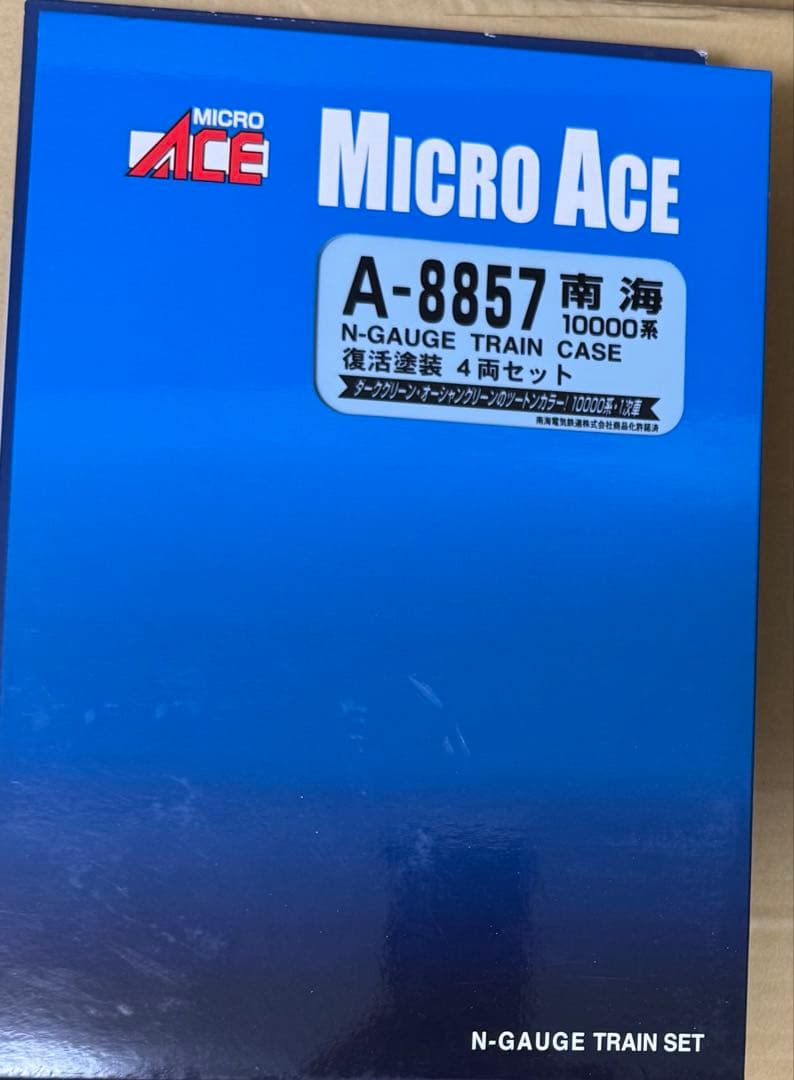 MICRO
ACE
MICRO ACE
A-8857 南海
10000系
N-GAUGE TRAIN CASE
復活塗装 4両セット
ダークグリーン・オーシャングリーンのツートンカラー! 10000系・1次車
南海電気鉄道株式会社商品化許諾済
N-GAUGE TRAIN SET